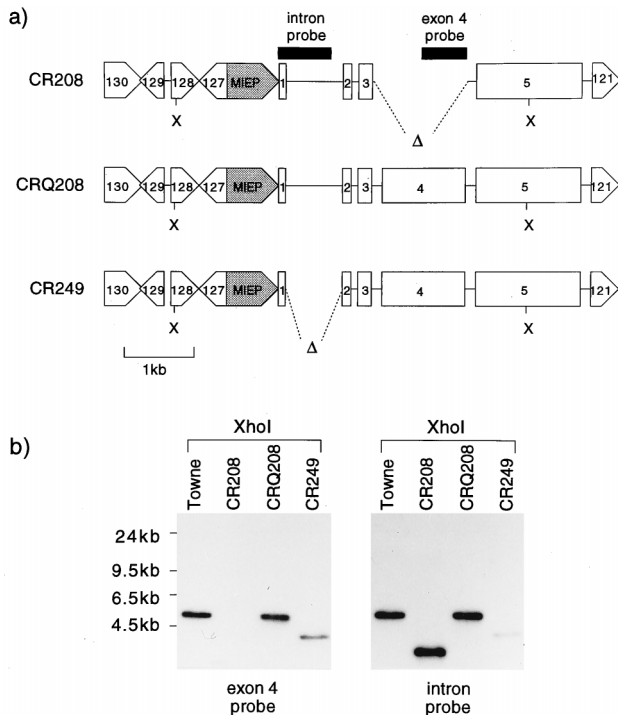 a)
intron probe
exon 4 probe
CR208
130 129 128 127 MIEP 1 2 3 5 121
X X
Δ
CRQ208
130 129 128 127 MIEP 1 2 3 4 5 121
X X
CR249
130 129 128 127 MIEP 1 2 3 4 5 121
X X
Δ
1kb
b)
XhoI XhoI
Towne CR208 CRQ208 CR249 Towne CR208 CRQ208 CR249
24kb
9.5kb
6.5kb
4.5kb
exon 4 intron
probe probe